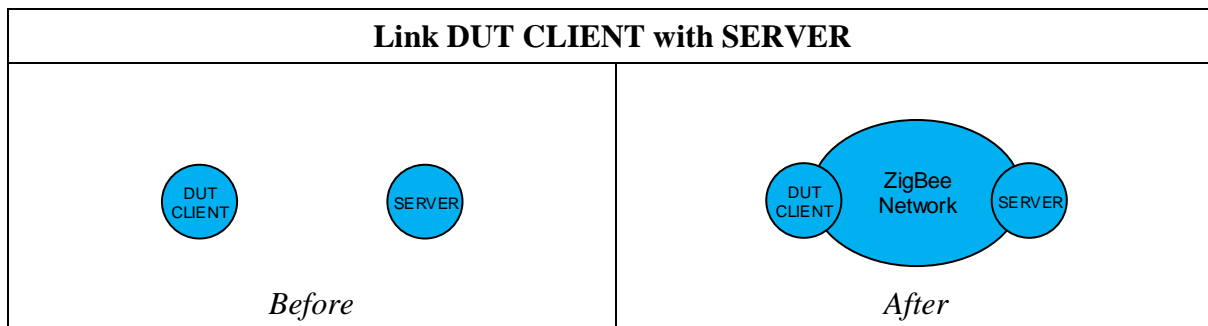 Link DUT CLIENT with SERVER
DUT
CLIENT
SERVER
Before
DUT
CLIENT
ZigBee
Network
SERVER
After